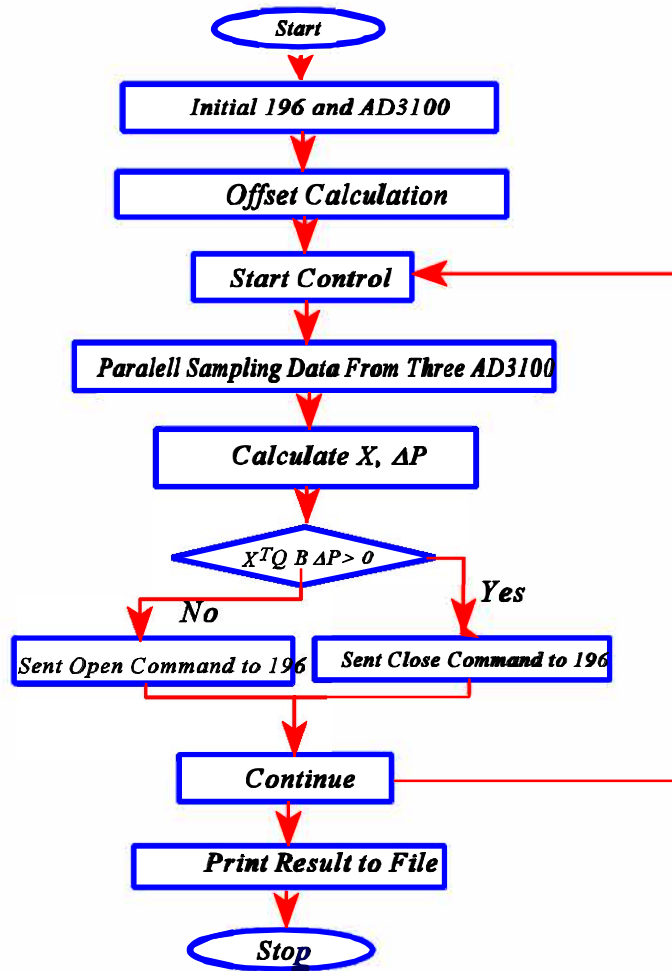 Start
Initial 196 and AD3100
Offset Calculation
Start Control
Paralell Sampling Data From Three AD3100
Calculate X, ΔP
XᵀQ B ΔP > 0
No
Yes
Sent Open Command to 196
Sent Close Command to 196
Continue
Print Result to File
Stop